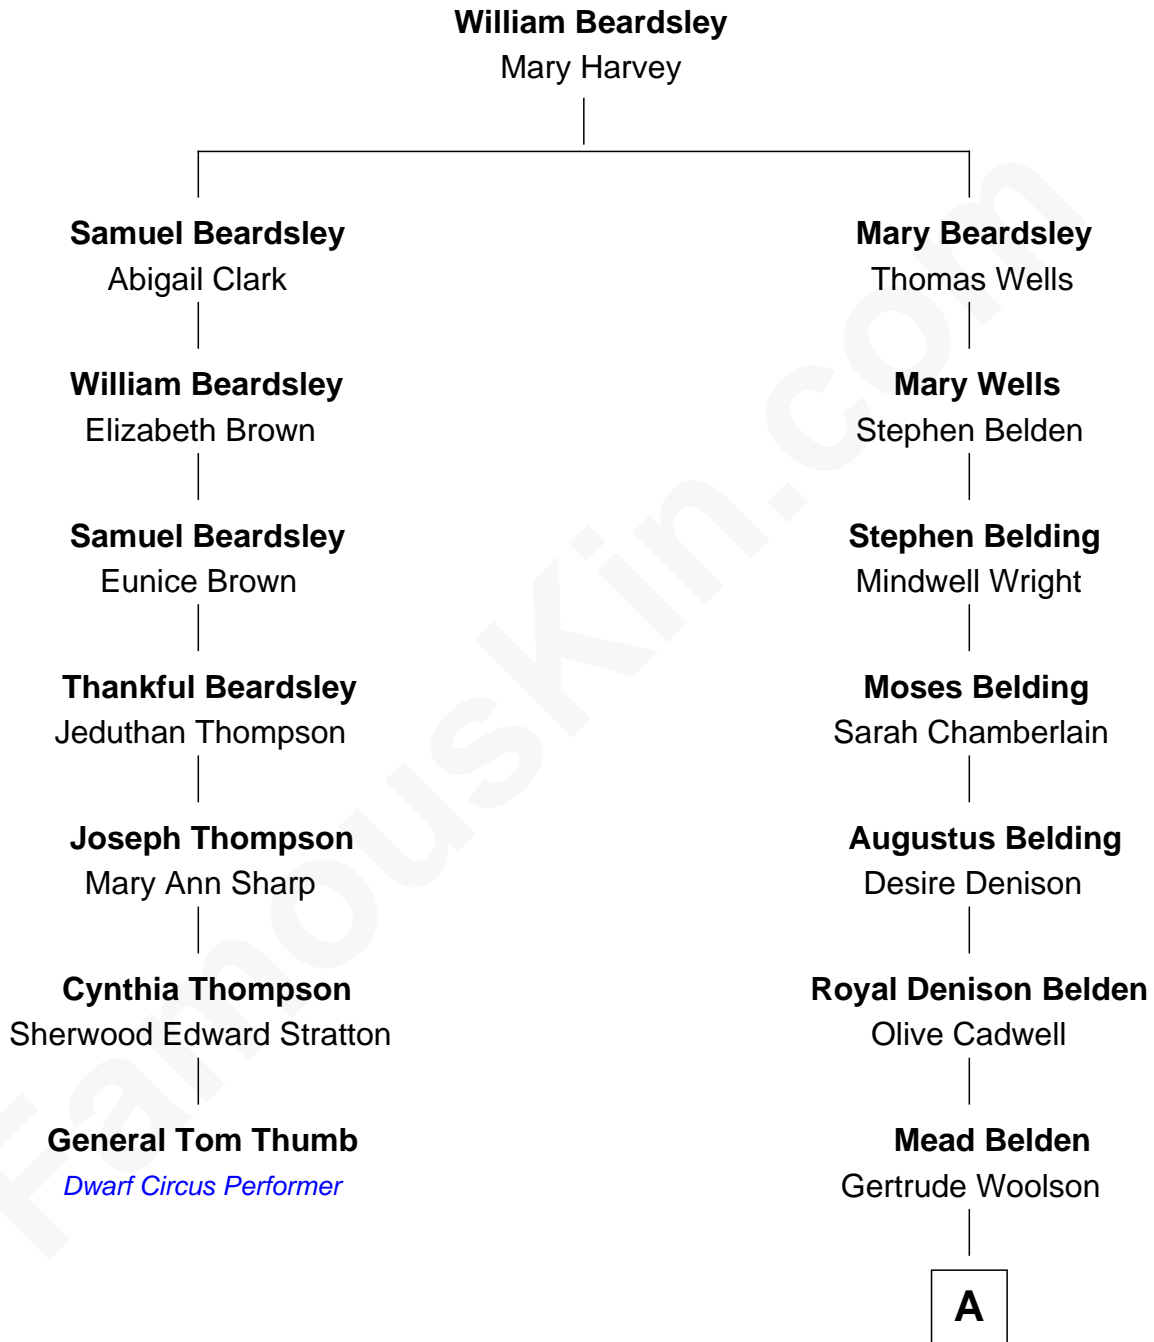 William Beardsley
Mary Harvey
Samuel Beardsley
Abigail Clark
William Beardsley
Elizabeth Brown
Samuel Beardsley
Eunice Brown
Thankful Beardsley
Jeduthan Thompson
Joseph Thompson
Mary Ann Sharp
Cynthia Thompson
Sherwood Edward Stratton
General Tom Thumb
Dwarf Circus Performer
Mary Beardsley
Thomas Wells
Mary Wells
Stephen Belden
Stephen Belding
Mindwell Wright
Moses Belding
Sarah Chamberlain
Augustus Belding
Desire Denison
Royal Denison Belden
Olive Cadwell
Mead Belden
Gertrude Woolson
A
FamousKin.com